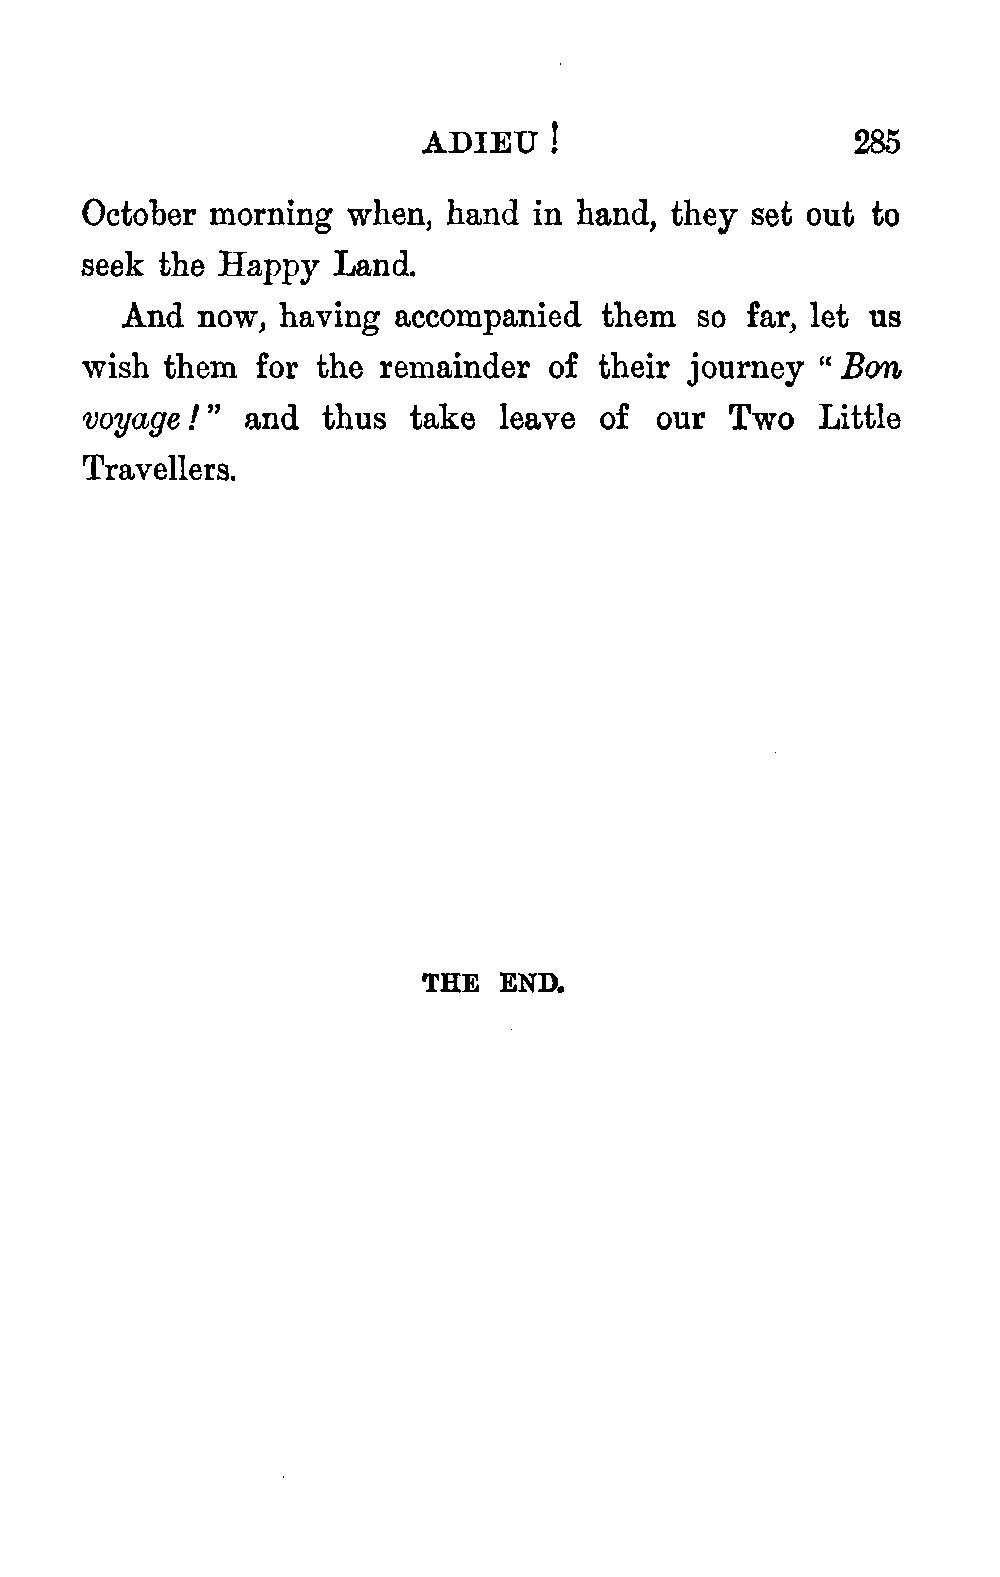 ADIEU ! 285
October morning when, hand in hand, they set out to
seek the Happy Land.
And now, having accompanied them so far, let us
wish them for the remainder of their journey “ Bon
voyage ! ” and thus take leave of our Two Little
Travellers.
THE END.